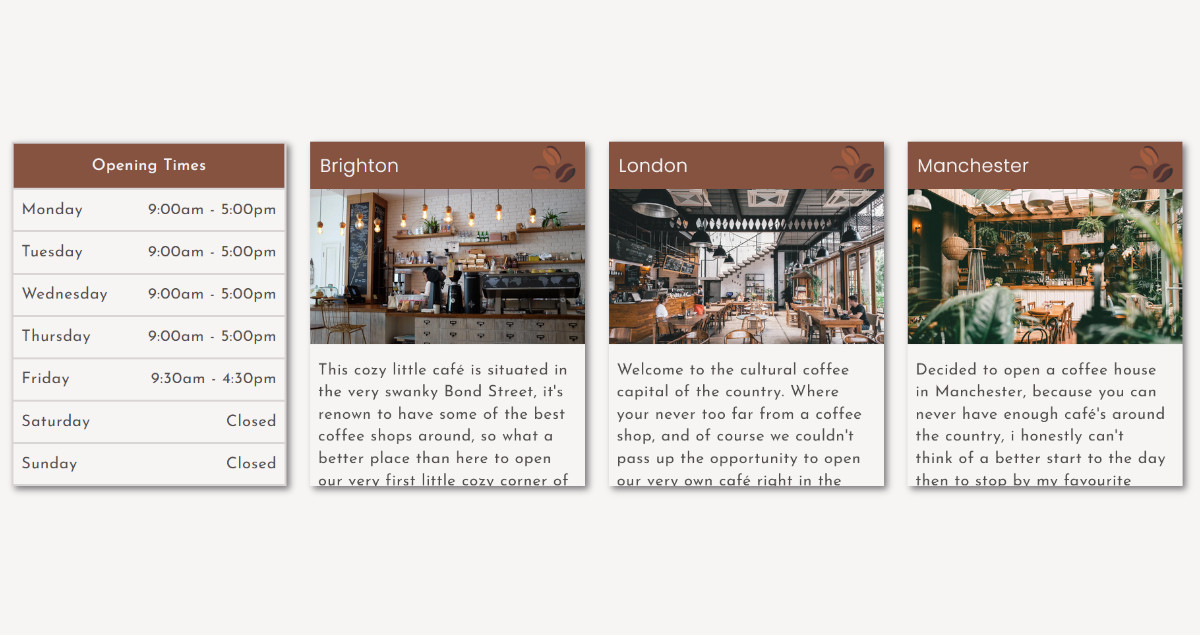 Opening Times
Monday 9:00am - 5:00pm
Tuesday 9:00am - 5:00pm
Wednesday 9:00am - 5:00pm
Thursday 9:00am - 5:00pm
Friday 9:30am - 4:30pm
Saturday Closed
Sunday Closed
Brighton
This cozy little café is situated in
the very swanky Bond Street, it's
renown to have some of the best
coffee shops around, so what a
better place than here to open
our very first little cozy corner of
London
Welcome to the cultural coffee
capital of the country. Where
your never too far from a coffee
shop, and of course we couldn't
pass up the opportunity to open
our very own café right in the
Manchester
Decided to open a coffee house
in Manchester, because you can
never have enough café's around
the country, i honestly can't
think of a better start to the day
then to stop by my favourite